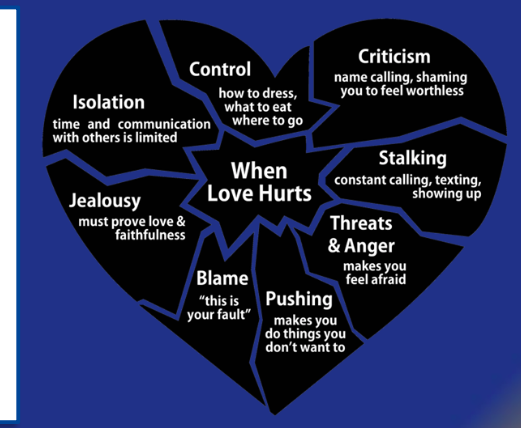 Control
how to dress,
what to eat
where to go
Criticism
name calling, shaming
you to feel worthless
Isolation
time and communication
with others is limited
When
Love Hurts
Stalking
constant calling, texting,
showing up
Jealousy
must prove love &
faithfulness
Threats
& Anger
makes you
feel afraid
Blame
“this is
your fault”
Pushing
makes you
do things you
don't want to